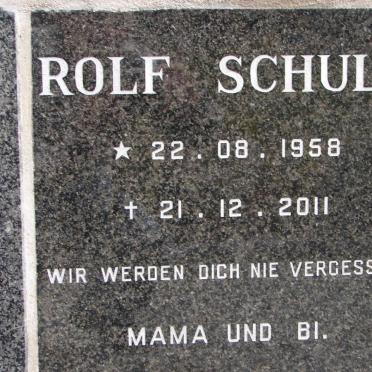 ROLF SCHUL
★ 22 . 08 . 1958
† 21 . 12 . 2011
WIR WERDEN DICH NIE VERGESS
MAMA UND BI.